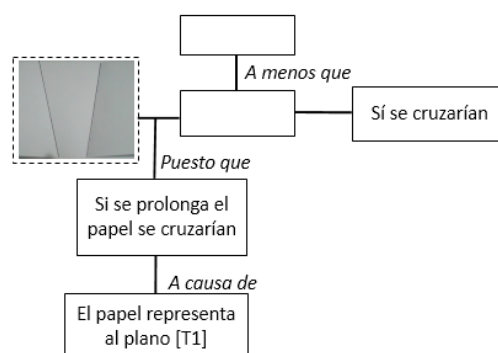 A menos que
Sí se cruzarían
Puesto que
Si se prolonga el
papel se cruzarían
A causa de
El papel representa
al plano [T1]